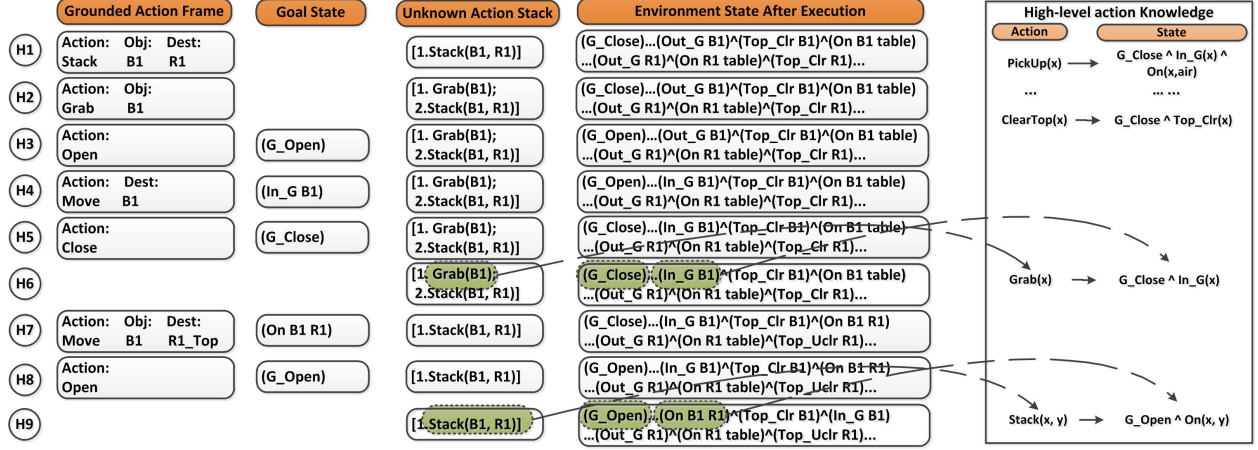 Grounded Action Frame
Goal State
Unknown Action Stack
Environment State After Execution
H1
Action: Obj: Dest:
Stack B1 R1
[1.Stack(B1, R1)]
(G_Close)...(Out_G B1)^(Top_Clr B1)^(On B1 table)
...(Out_G R1)^(On R1 table)^(Top_Clr R1)...
H2
Action: Obj:
Grab B1
[1. Grab(B1);
2.Stack(B1, R1)]
(G_Close)...(Out_G B1)^(Top_Clr B1)^(On B1 table)
...(Out_G R1)^(On R1 table)^(Top_Clr R1)...
H3
Action:
Open
(G_Open)
[1. Grab(B1);
2.Stack(B1, R1)]
(G_Open)...(Out_G B1)^(Top_Clr B1)^(On B1 table)
...(Out_G R1)^(On R1 table)^(Top_Clr R1)...
H4
Action: Dest:
Move B1
(In_G B1)
[1. Grab(B1);
2.Stack(B1, R1)]
(G_Open)...(In_G B1)^(Top_Clr B1)^(On B1 table)
...(Out_G R1)^(On R1 table)^(Top_Clr R1)...
H5
Action:
Close
(G_Close)
[1. Grab(B1);
2.Stack(B1, R1)]
(G_Close)...(In_G B1)^(Top_Clr B1)^(On B1 table)
...(Out_G R1)^(On R1 table)^(Top_Clr R1)...
H6
[1. Grab(B1);
2.Stack(B1, R1)]
(G_Close)...(In_G B1)^(Top_Clr B1)^(On B1 table)
...(Out_G R1)^(On R1 table)^(Top_Clr R1)...
H7
Action: Obj: Dest:
Move B1 R1_Top
(On B1 R1)
[1.Stack(B1, R1)]
(G_Close)...(In_G B1)^(Top_Clr B1)^(On B1 R1)
...(Out_G R1)^(On R1 table)^(Top_Uclr R1)...
H8
Action:
Open
(G_Open)
[1.Stack(B1, R1)]
(G_Open)...(In_G B1)^(Top_Clr B1)^(On B1 R1)
...(Out_G R1)^(On R1 table)^(Top_Uclr R1)...
H9
[1.Stack(B1, R1)]
(G_Open)...(On B1 R1)^(Top_Clr B1)^(In_G B1)
...(Out_G R1)^(On R1 table)^(Top_Uclr R1)...
High-level action Knowledge
Action
State
PickUp(x)
G_Close ^ In_G(x) ^
On(x,air)
...
... ...
ClearTop(x)
G_Close ^ Top_Clr(x)
Grab(x)
G_Close ^ In_G(x)
Stack(x, y)
G_Open ^ On(x, y)